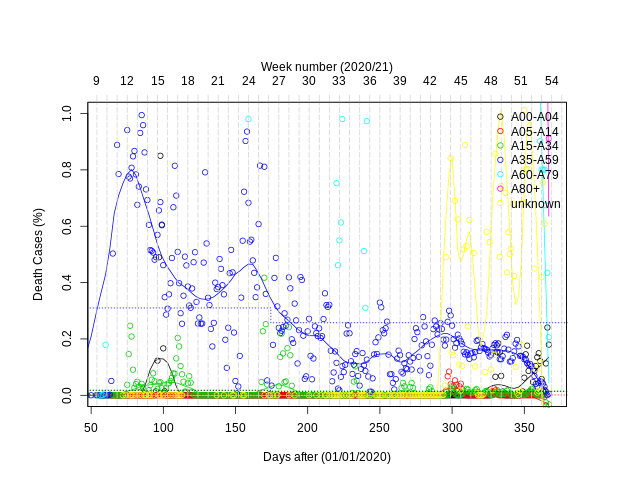 Week number (2020/21)
9 12 15 18 21 24 27 30 33 36 39 42 45 48 51 54
Death Cases (%)
1.0
0.8
0.6
0.4
0.2
0.0
A00-A04
A05-A14
A15-A34
A35-A59
A60-A79
A80+
unknown
50 100 150 200 250 300 350
Days after (01/01/2020)